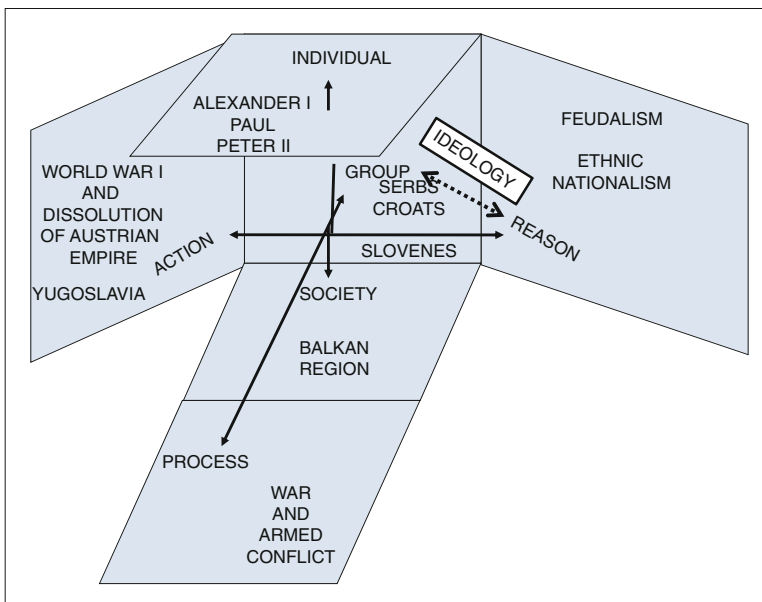 INDIVIDUAL
ALEXANDER I
PAUL
PETER II
WORLD WAR I
AND
DISSOLUTION
OF AUSTRIAN
EMPIRE
ACTION
YUGOSLAVIA
GROUP
SERBS
CROATS
SLOVENES
IDEOLOGY
REASON
FEUDALISM
ETHNIC
NATIONALISM
SOCIETY
BALKAN
REGION
PROCESS
WAR
AND
ARMED
CONFLICT